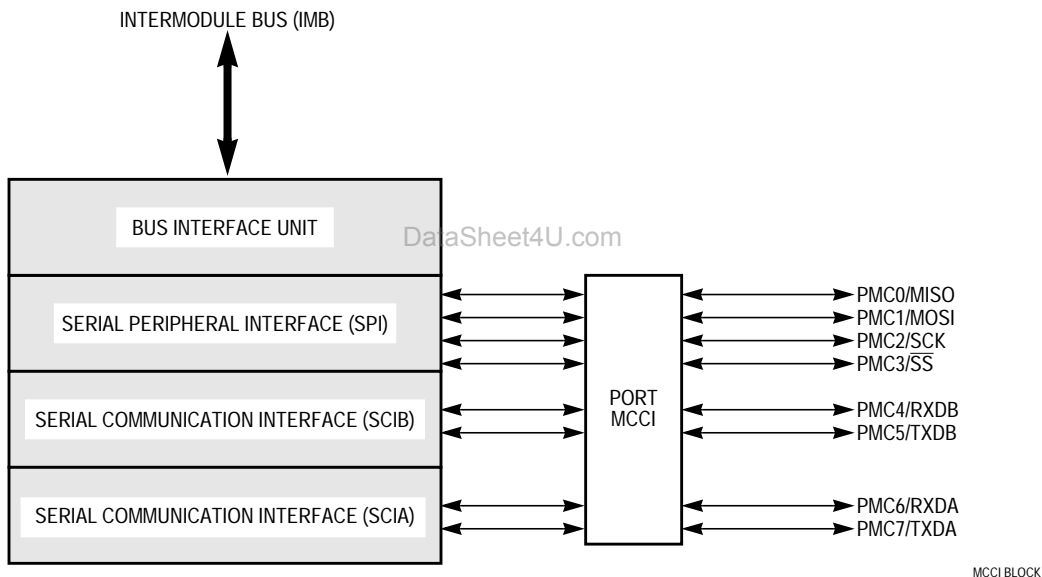 INTERMODULE BUS (IMB)
BUS INTERFACE UNIT
DataSheet4U.com
SERIAL PERIPHERAL INTERFACE (SPI)
SERIAL COMMUNICATION INTERFACE (SCIB)
SERIAL COMMUNICATION INTERFACE (SCIA)
PORT
MCCI
PMC0/MISO
PMC1/MOSI
PMC2/SCK
PMC3/S̅S̅
PMC4/RXDB
PMC5/TXDB
PMC6/RXDA
PMC7/TXDA
MCCI BLOCK